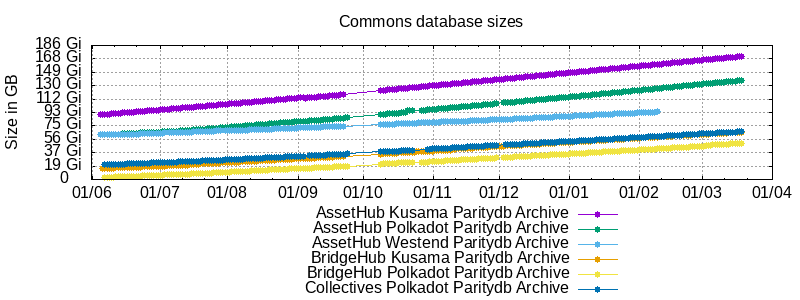 Commons database sizes
Size in GB
186 Gi
168 Gi
149 Gi
130 Gi
112 Gi
93 Gi
75 Gi
56 Gi
37 Gi
19 Gi
0
01/06 01/07 01/08 01/09 01/10 01/11 01/12 01/01 01/02 01/03 01/04
AssetHub Kusama Paritydb Archive
AssetHub Polkadot Paritydb Archive
AssetHub Westend Paritydb Archive
BridgeHub Kusama Paritydb Archive
BridgeHub Polkadot Paritydb Archive
Collectives Polkadot Paritydb Archive